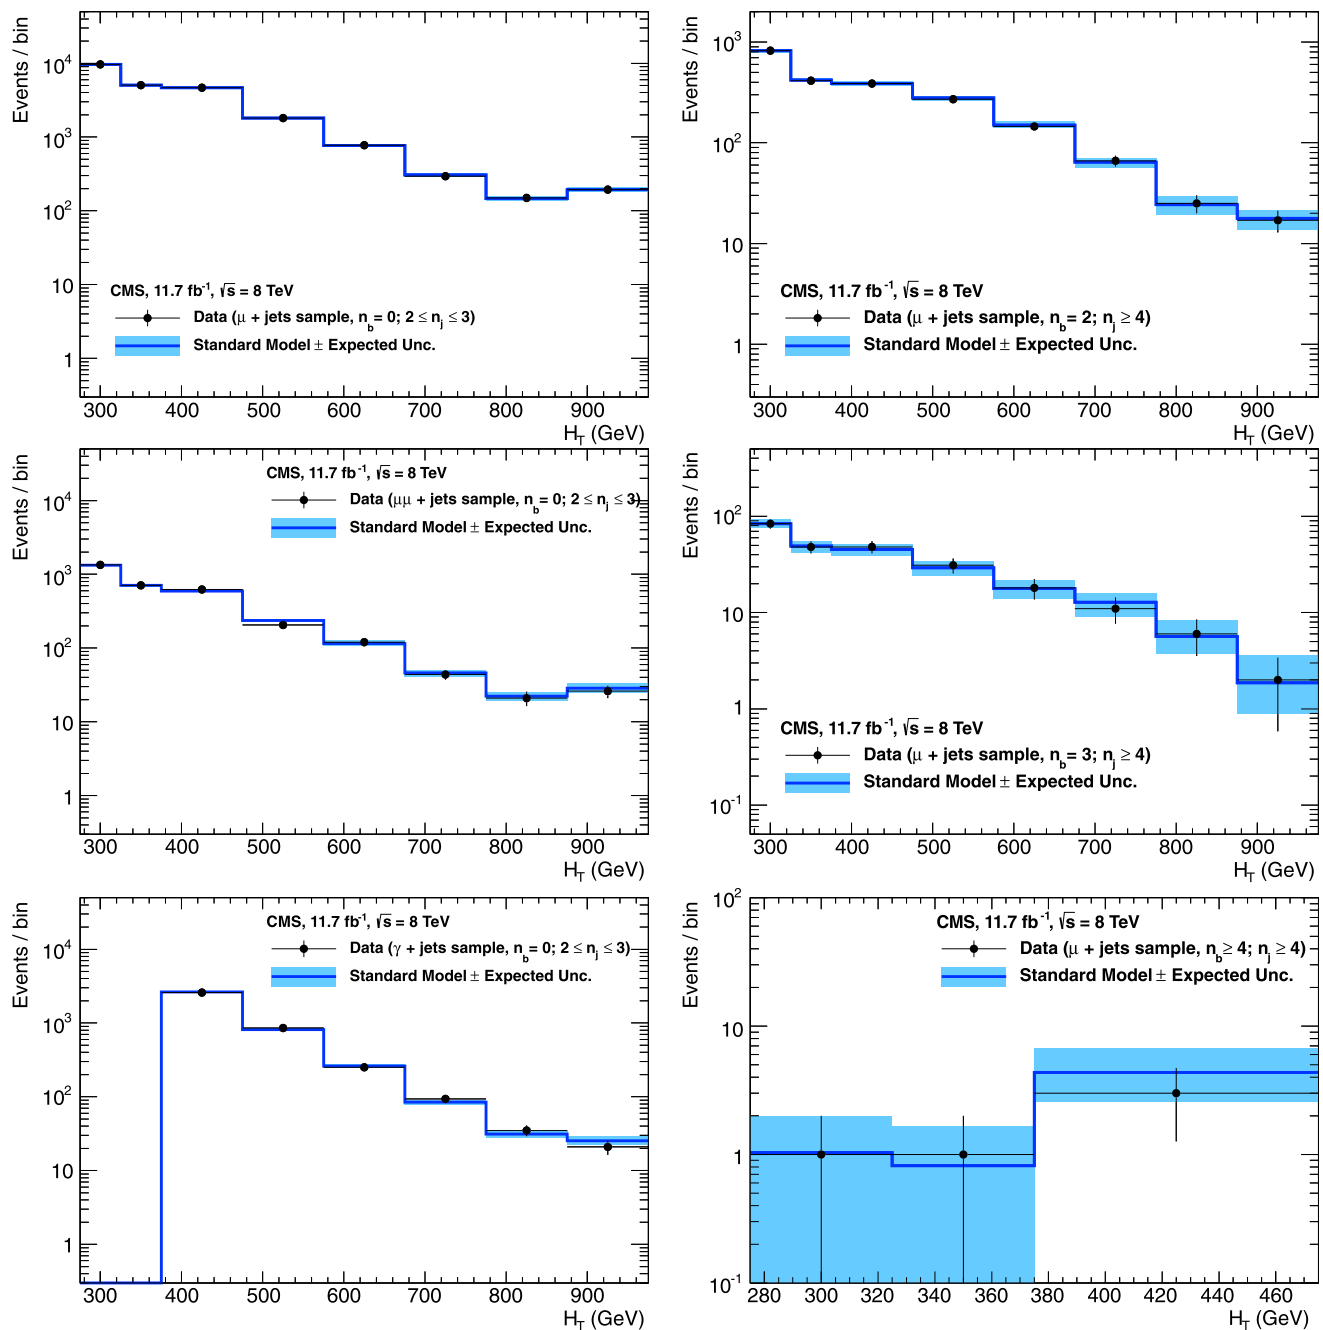 Events / bin
10⁴
10³
10²
10
1
CMS, 11.7 fb⁻¹, √s = 8 TeV
Data (μ + jets sample, n_b = 0; 2 ≤ n_j ≤ 3)
Standard Model ± Expected Unc.
300 400 500 600 700 800 900
H_T (GeV)
Events / bin
10³
10²
10
1
CMS, 11.7 fb⁻¹, √s = 8 TeV
Data (μ + jets sample, n_b = 2; n_j ≥ 4)
Standard Model ± Expected Unc.
300 400 500 600 700 800 900
H_T (GeV)
Events / bin
CMS, 11.7 fb⁻¹, √s = 8 TeV
Data (μμ + jets sample, n_b = 0; 2 ≤ n_j ≤ 3)
Standard Model ± Expected Unc.
10⁴
10³
10²
10
1
300 400 500 600 700 800 900
H_T (GeV)
Events / bin
10²
10
1
10⁻¹
CMS, 11.7 fb⁻¹, √s = 8 TeV
Data (μ + jets sample, n_b = 3; n_j ≥ 4)
Standard Model ± Expected Unc.
300 400 500 600 700 800 900
H_T (GeV)
Events / bin
CMS, 11.7 fb⁻¹, √s = 8 TeV
Data (γ + jets sample, n_b = 0; 2 ≤ n_j ≤ 3)
Standard Model ± Expected Unc.
10⁴
10³
10²
10
1
300 400 500 600 700 800 900
H_T (GeV)
Events / bin
10²
CMS, 11.7 fb⁻¹, √s = 8 TeV
Data (μ + jets sample, n_b ≥ 4; n_j ≥ 4)
Standard Model ± Expected Unc.
10
1
10⁻¹
280 300 320 340 360 380 400 420 440 460
H_T (GeV)